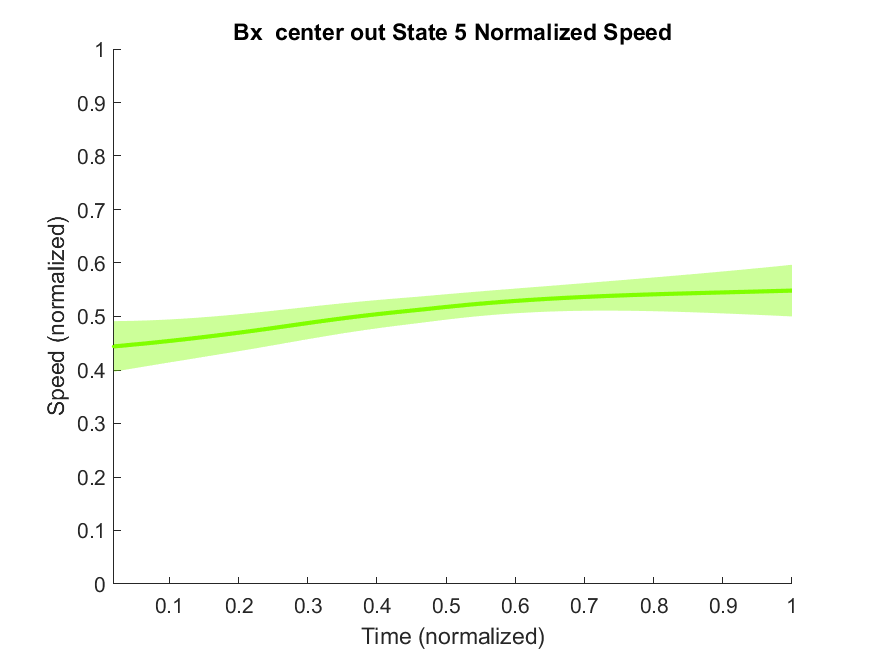 Bx  center out State 5 Normalized Speed
1
0.9
0.8
0.7
0.6
0.5
0.4
0.3
0.2
0.1
0
Speed (normalized)
0.1 0.2 0.3 0.4 0.5 0.6 0.7 0.8 0.9 1
Time (normalized)